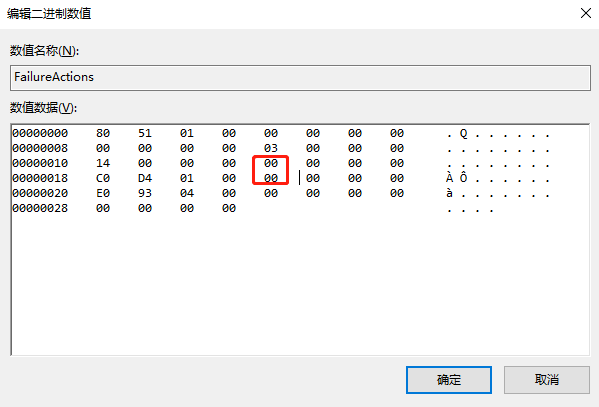 编辑二进制数值
数值名称(N):
FailureActions
数值数据(V):
00000000 80 51 01 00 00 00 00 00 . Q . . . . . .
00000008 00 00 00 00 03 00 00 00 . . . . . . . .
00000010 14 00 00 00 00 00 00 00 . . . . . . . .
00000018 C0 D4 01 00 00 00 00 00 À Ô . . . . . .
00000020 E0 93 04 00 00 00 00 00 à . . . . . . .
00000028 00 00 00 00 . . . .
确定 取消